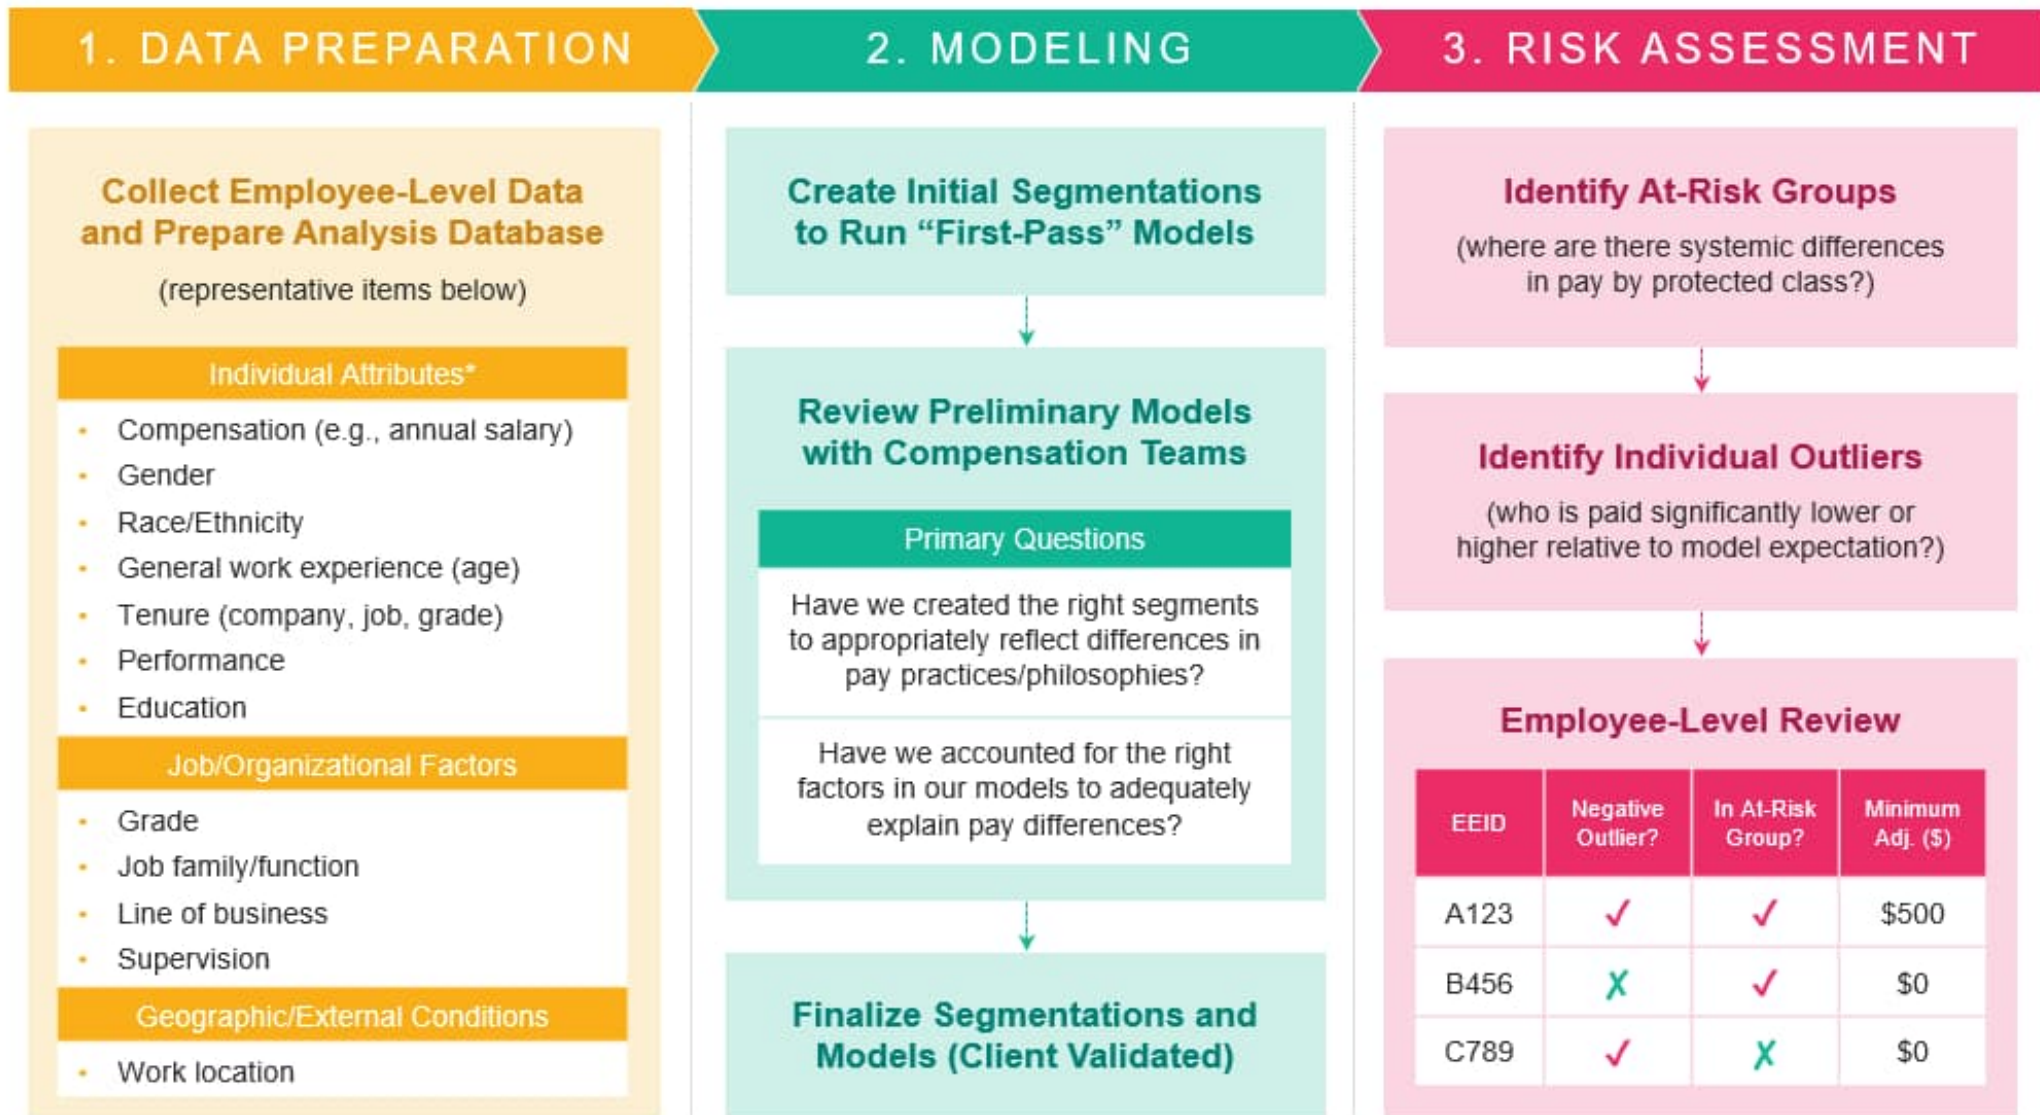 1. DATA PREPARATION
2. MODELING
3. RISK ASSESSMENT
Collect Employee-Level Data
and Prepare Analysis Database
(representative items below)
Individual Attributes*
• Compensation (e.g., annual salary)
• Gender
• Race/Ethnicity
• General work experience (age)
• Tenure (company, job, grade)
• Performance
• Education
Job/Organizational Factors
• Grade
• Job family/function
• Line of business
• Supervision
Geographic/External Conditions
• Work location
Create Initial Segmentations
to Run “First-Pass” Models
Review Preliminary Models
with Compensation Teams
Primary Questions
Have we created the right segments
to appropriately reflect differences in
pay practices/philosophies?
Have we accounted for the right
factors in our models to adequately
explain pay differences?
Finalize Segmentations and
Models (Client Validated)
Identify At-Risk Groups
(where are there systemic differences
in pay by protected class?)
Identify Individual Outliers
(who is paid significantly lower or
higher relative to model expectation?)
Employee-Level Review
EEID Negative Outlier? In At-Risk Group? Minimum Adj. ($)
A123 ✓ ✓ $500
B456 ✗ ✓ $0
C789 ✓ ✗ $0